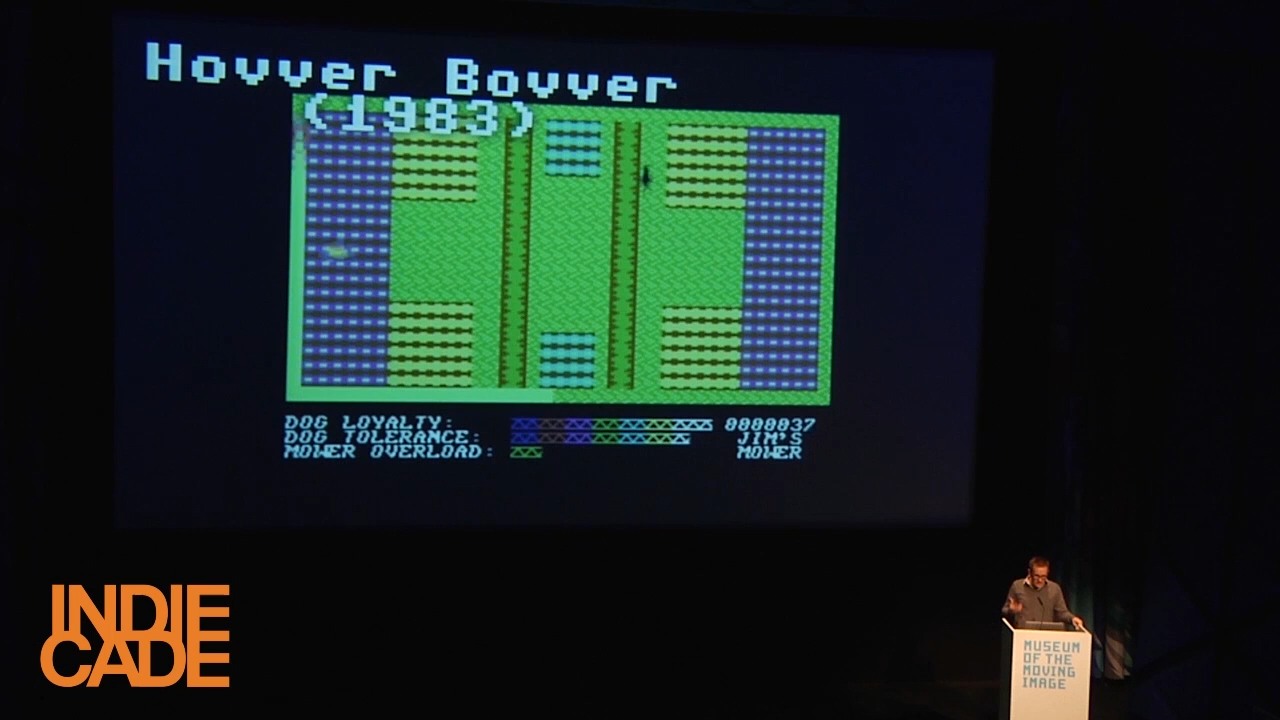 Hovver Bovver
(1983)
DOG LOYALTY: 0000037
DOG TOLERANCE: JIM'S
MOWER OVERLOAD: MOWER
INDIE
CADE
MUSEUM
OF THE
MOVING
IMAGE